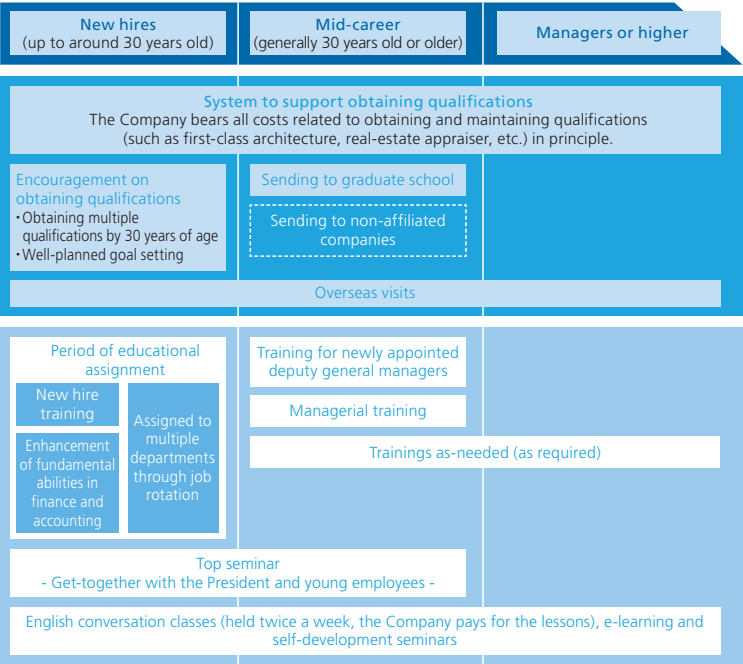 New hires
(up to around 30 years old)
Mid-career
(generally 30 years old or older)
Managers or higher
System to support obtaining qualifications
The Company bears all costs related to obtaining and maintaining qualifications
(such as first-class architecture, real-estate appraiser, etc.) in principle.
Encouragement on
obtaining qualifications
・Obtaining multiple
qualifications by 30 years of age
・Well-planned goal setting
Sending to graduate school
Sending to non-affiliated
companies
Overseas visits
Period of educational
assignment
New hire
training
Enhancement
of fundamental
abilities in
finance and
accounting
Assigned to
multiple
departments
through job
rotation
Training for newly appointed
deputy general managers
Managerial training
Trainings as-needed (as required)
Top seminar
- Get-together with the President and young employees -
English conversation classes (held twice a week, the Company pays for the lessons), e-learning and
self-development seminars